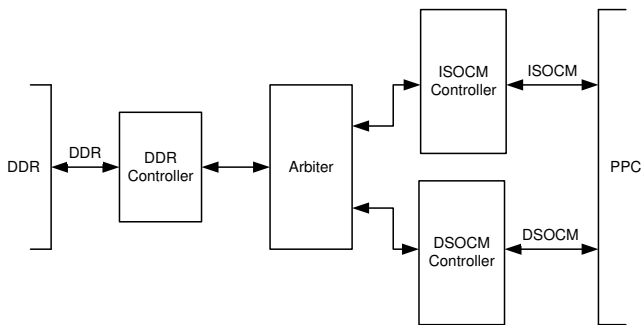 DDR
DDR
DDR
Controller
Arbiter
ISOCM
Controller
ISOCM
DSOCM
Controller
DSOCM
PPC